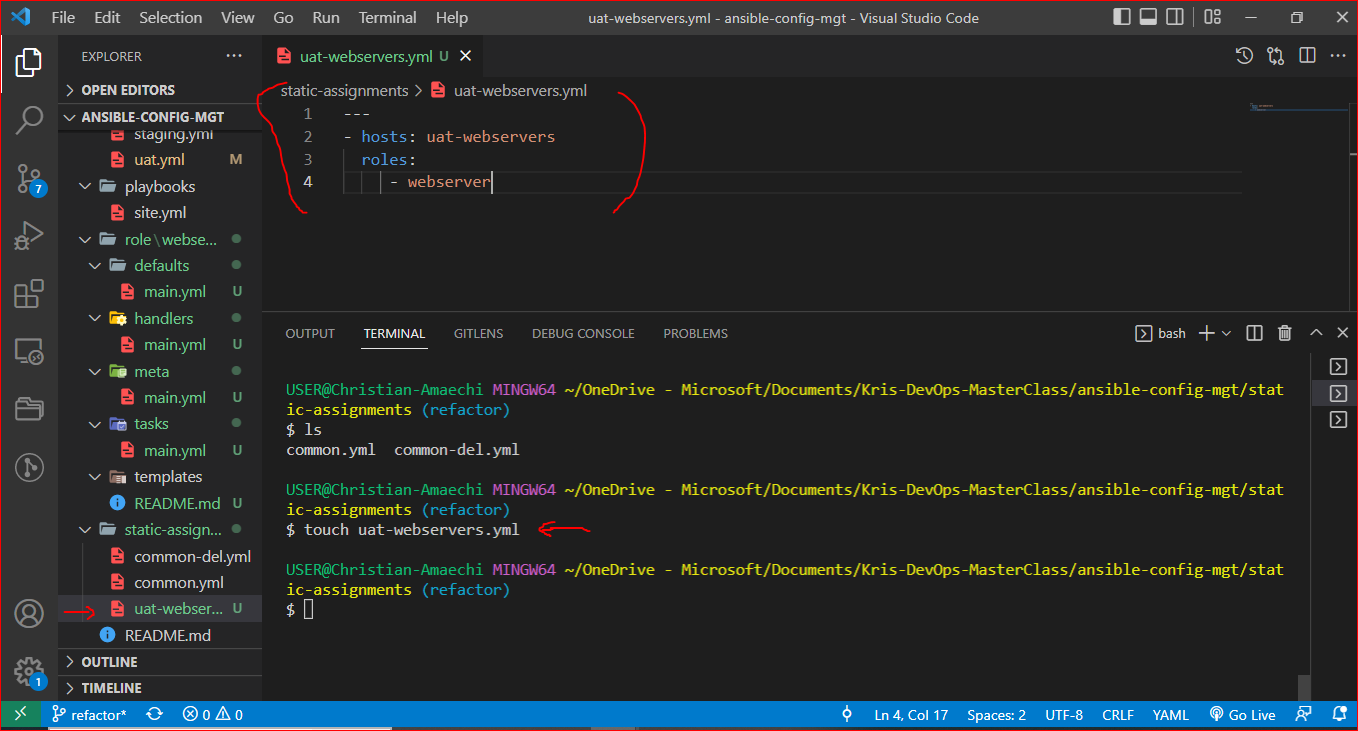 File Edit Selection View Go Run Terminal Help
uat-webservers.yml - ansible-config-mgt - Visual Studio Code
EXPLORER
OPEN EDITORS
ANSIBLE-CONFIG-MGT
staging.yml
uat.yml M
playbooks
site.yml
role\webse...
defaults
main.yml U
handlers
main.yml U
meta
main.yml U
tasks
main.yml U
templates
README.md U
static-assign...
common-del.yml
common.yml
uat-webser... U
README.md
OUTLINE
TIMELINE
7
1
uat-webservers.yml U
static-assignments > uat-webservers.yml
1 ---
2 - hosts: uat-webservers
3 roles:
4 - webserver
OUTPUT TERMINAL GITLENS DEBUG CONSOLE PROBLEMS
bash
USER@Christian-Amaechi MINGW64 ~/OneDrive - Microsoft/Documents/Kris-DevOps-MasterClass/ansible-config-mgt/stat
ic-assignments (refactor)
$ ls
common.yml common-del.yml
USER@Christian-Amaechi MINGW64 ~/OneDrive - Microsoft/Documents/Kris-DevOps-MasterClass/ansible-config-mgt/stat
ic-assignments (refactor)
$ touch uat-webservers.yml
USER@Christian-Amaechi MINGW64 ~/OneDrive - Microsoft/Documents/Kris-DevOps-MasterClass/ansible-config-mgt/stat
ic-assignments (refactor)
$
refactor* 0 0
Ln 4, Col 17 Spaces: 2 UTF-8 CRLF YAML Go Live